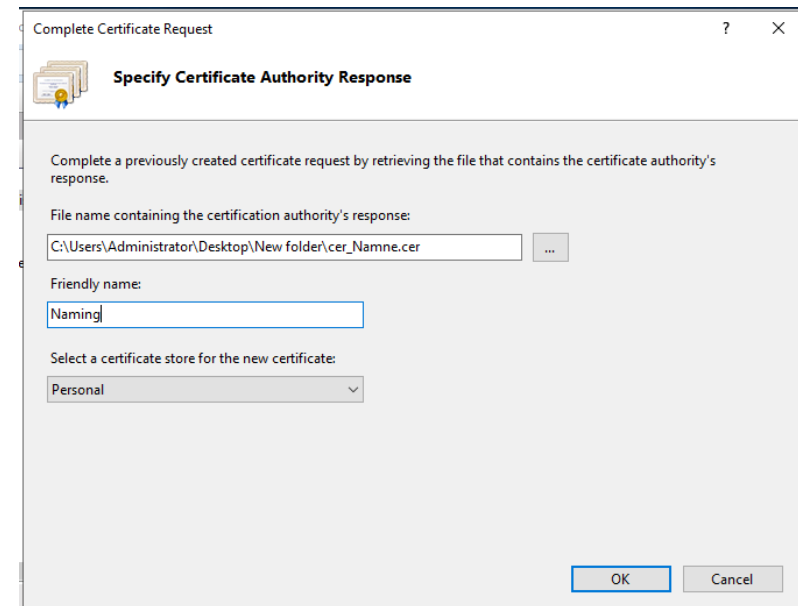 Complete Certificate Request
?
Specify Certificate Authority Response
Complete a previously created certificate request by retrieving the file that contains the certificate authority's
response.
File name containing the certification authority's response:
C:\Users\Administrator\Desktop\New folder\cer_Namne.cer
...
Friendly name:
Naming
Select a certificate store for the new certificate:
Personal
OK
Cancel